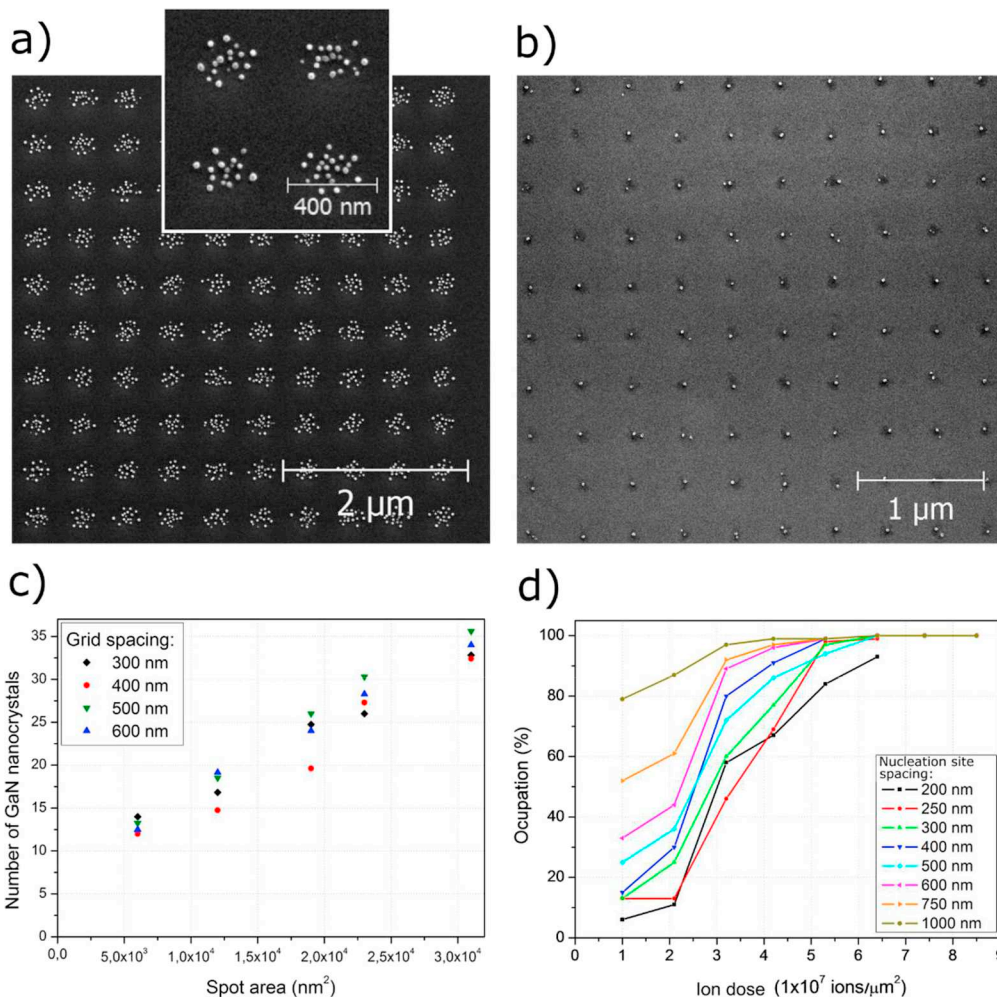 a)
400 nm
2 μm
b)
1 μm
c)
Number of GaN nanocrystals
35
30
25
20
15
10
5
0
Grid spacing:
300 nm
400 nm
500 nm
600 nm
0,0
5,0x10³
1,0x10⁴
1,5x10⁴
2,0x10⁴
2,5x10⁴
3,0x10⁴
Spot area (nm²)
d)
Ocupation (%)
100
80
60
40
20
0
Nucleation site
spacing:
200 nm
250 nm
300 nm
400 nm
500 nm
600 nm
750 nm
1000 nm
0
1
2
3
4
5
6
7
8
9
Ion dose (1x10⁷ ions/μm²)